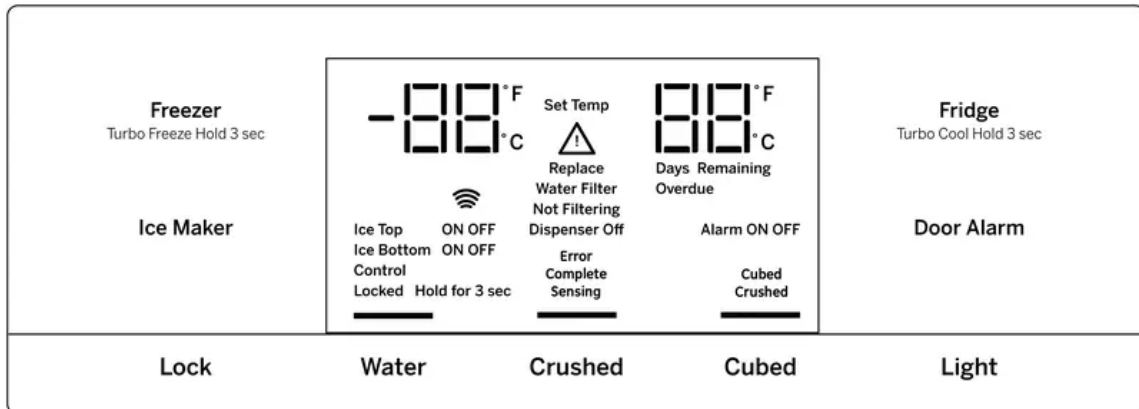 Freezer
Turbo Freeze Hold 3 sec
Ice Maker
-88 °F °C
Set Temp
!
Replace
Water Filter
Not Filtering
Dispenser Off
Error
Complete
Sensing
Ice Top ON OFF
Ice Bottom ON OFF
Control
Locked Hold for 3 sec
88 °F °C
Days Remaining
Overdue
Alarm ON OFF
Cubed
Crushed
Fridge
Turbo Cool Hold 3 sec
Door Alarm
Lock Water Crushed Cubed Light